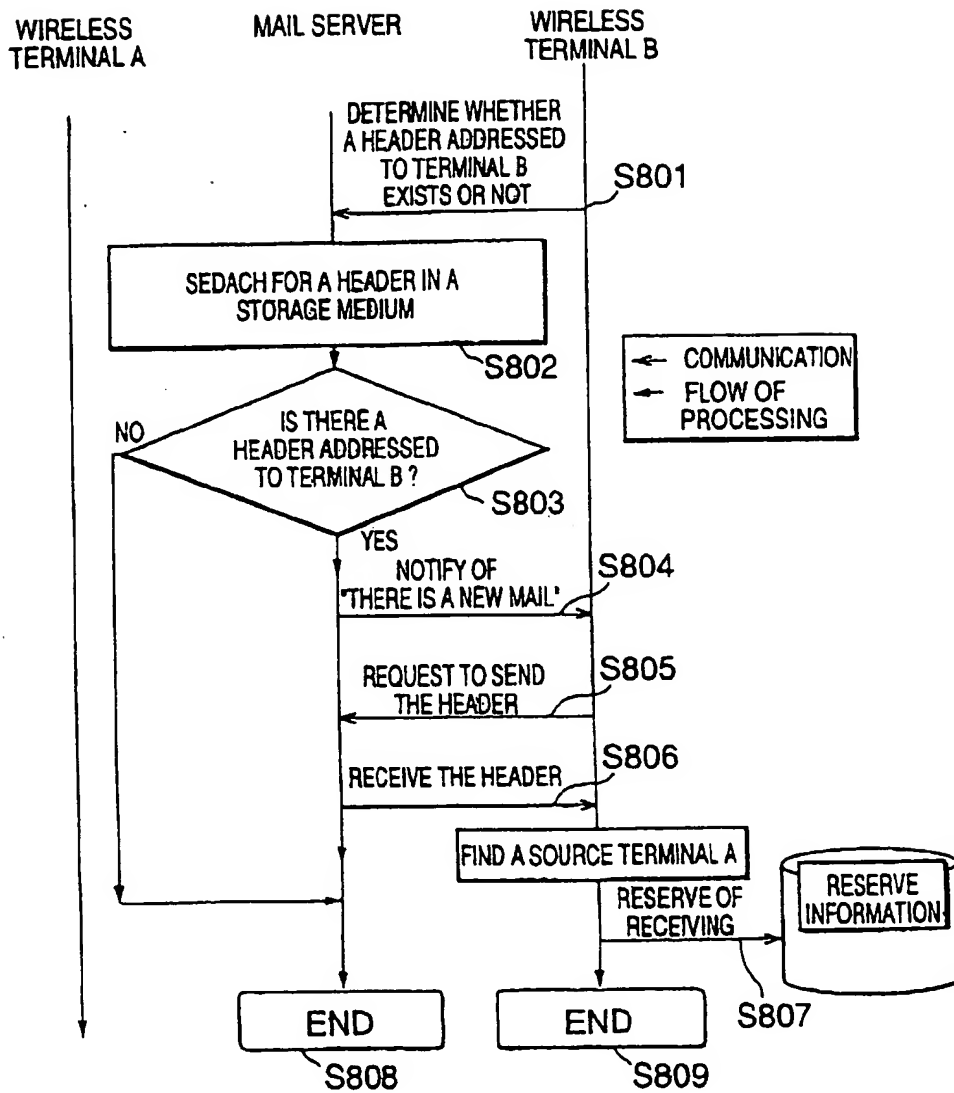 WIRELESS
TERMINAL A
MAIL SERVER
WIRELESS
TERMINAL B
DETERMINE WHETHER
A HEADER ADDRESSED
TO TERMINAL B
EXISTS OR NOT
S801
SEDACH FOR A HEADER IN A
STORAGE MEDIUM
S802
COMMUNICATION
FLOW OF
PROCESSING
NO
IS THERE A
HEADER ADDRESSED
TO TERMINAL B ?
S803
YES
NOTIFY OF
"THERE IS A NEW MAIL"
S804
REQUEST TO SEND
THE HEADER
S805
RECEIVE THE HEADER
S806
FIND A SOURCE TERMINAL A
RESERVE OF
RECEIVING
RESERVE
INFORMATION
S807
END
S808
END
S809